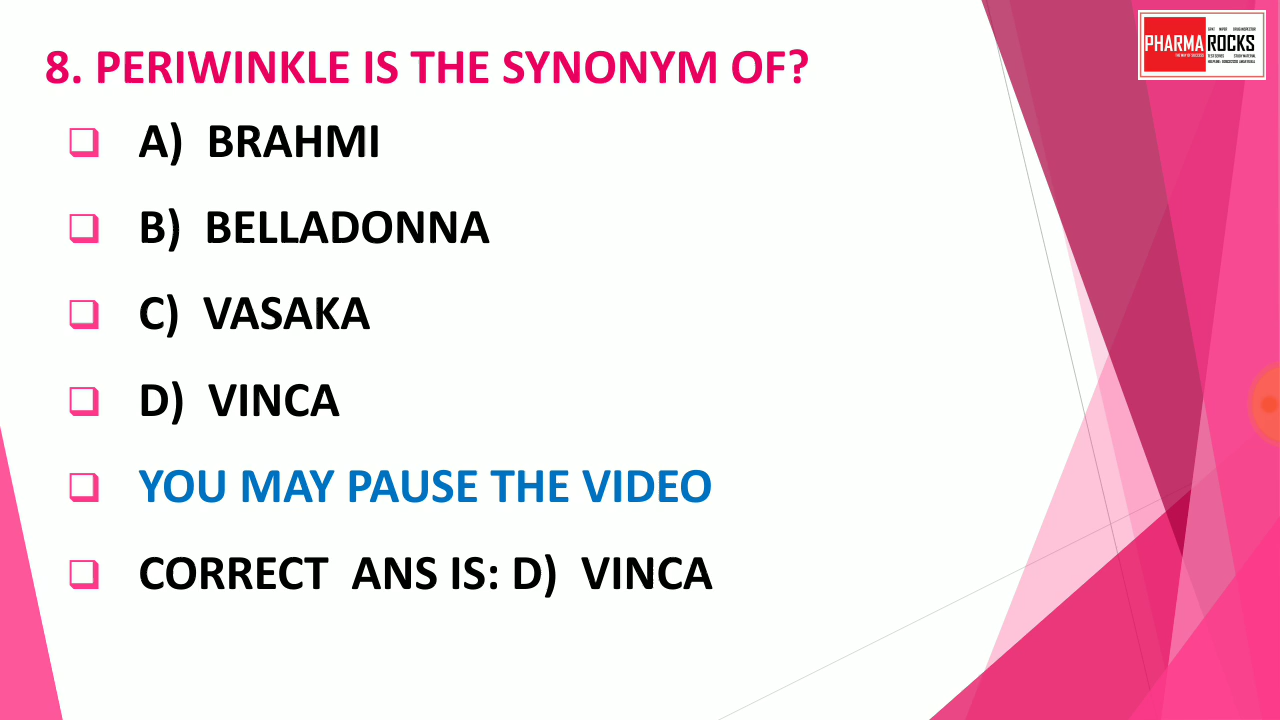 8. PERIWINKLE IS THE SYNONYM OF?
A) BRAHMI
B) BELLADONNA
C) VASAKA
D) VINCA
YOU MAY PAUSE THE VIDEO
CORRECT ANS IS: D) VINCA
PHARMA ROCKS